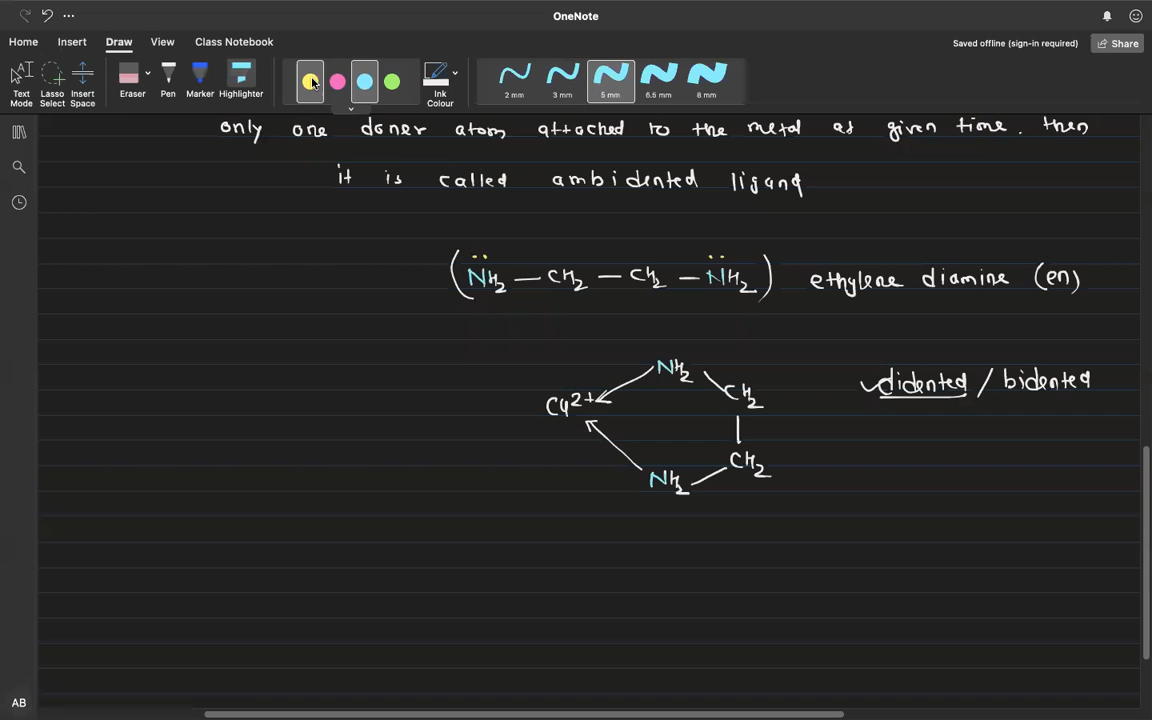 OneNote
Home Insert Draw View Class Notebook
Saved offline (sign-in required)
Share
Text Mode
Lasso Select
Insert Space
Eraser
Pen
Marker
Highlighter
Ink Colour
2 mm
3 mm
5 mm
6.5 mm
8 mm
only one doner atom attached to the metal at given time. then
it is called ambidented ligand
(NH2 — CH2 — CH2 — NH2) ethylene diamine (en)
NH2
CH2
didented / bidented
Cu2+
CH2
NH2
AB